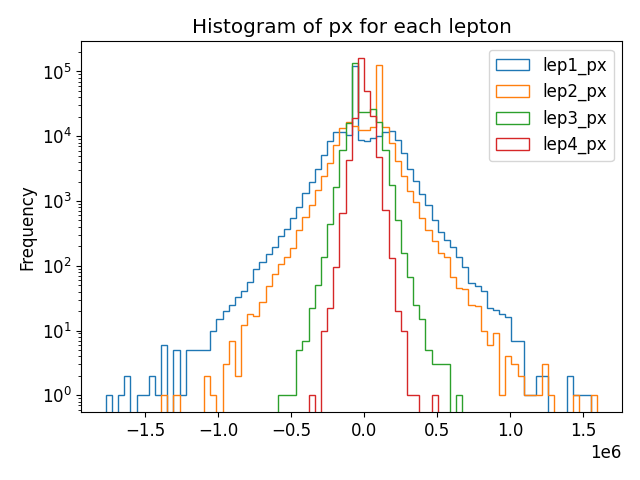 Histogram of px for each lepton
lep1_px
lep2_px
lep3_px
lep4_px
Frequency
10⁵
10⁴
10³
10²
10¹
10⁰
−1.5 −1.0 −0.5 0.0 0.5 1.0 1.5
1e6